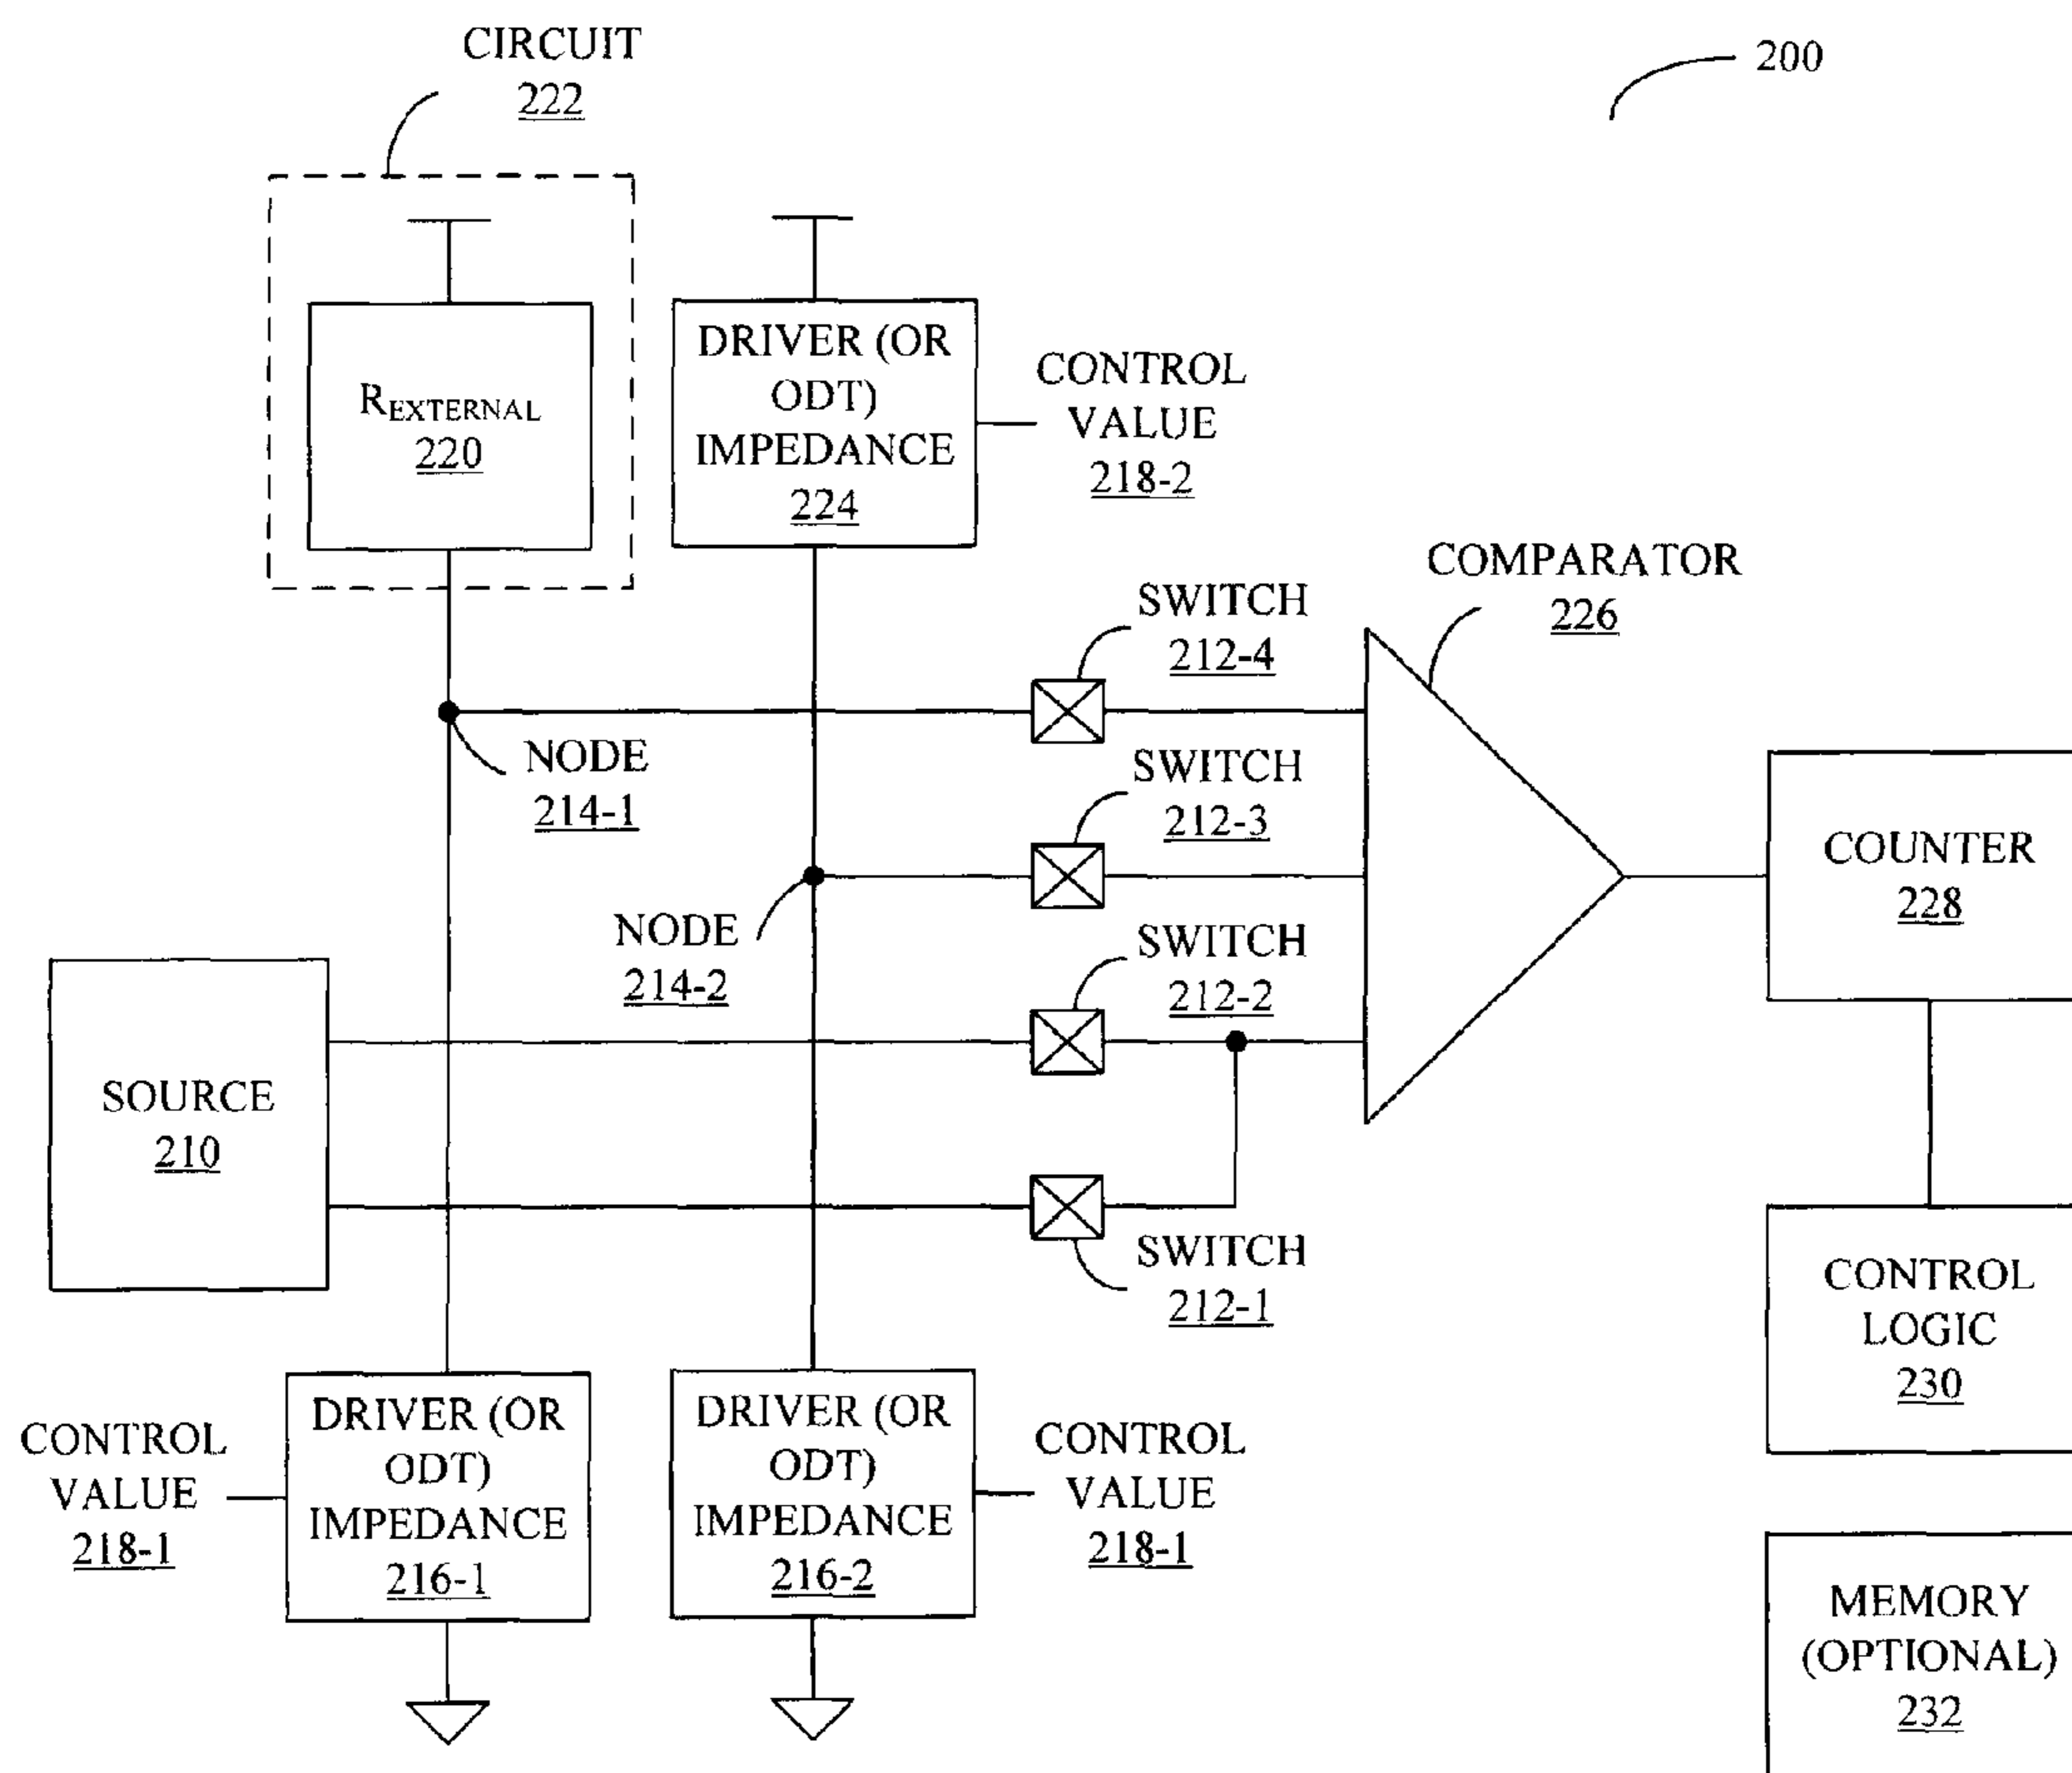 CIRCUIT
222
200
REXTERNAL
220
DRIVER (OR
ODT)
IMPEDANCE
224
CONTROL
VALUE
218-2
COMPARATOR
226
SWITCH
212-4
NODE
214-1
SWITCH
212-3
COUNTER
228
NODE
214-2
SWITCH
212-2
SOURCE
210
SWITCH
212-1
CONTROL
LOGIC
230
CONTROL
VALUE
218-1
DRIVER (OR
ODT)
IMPEDANCE
216-1
DRIVER (OR
ODT)
IMPEDANCE
216-2
CONTROL
VALUE
218-1
MEMORY
(OPTIONAL)
232